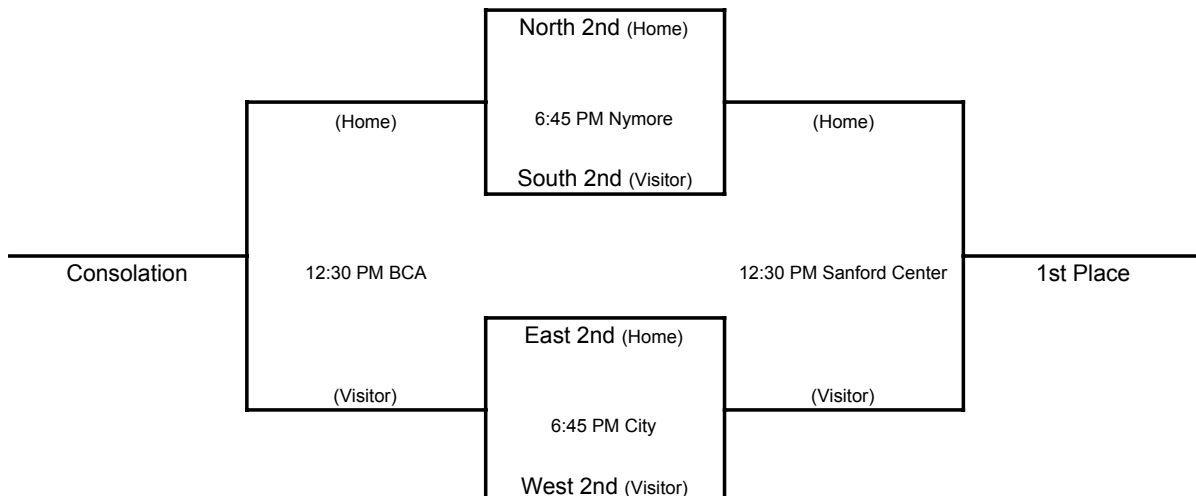 North 2nd (Home)
(Home)
6:45 PM Nymore
(Home)
South 2nd (Visitor)
Consolation
12:30 PM BCA
12:30 PM Sanford Center
1st Place
East 2nd (Home)
(Visitor)
(Visitor)
6:45 PM City
West 2nd (Visitor)